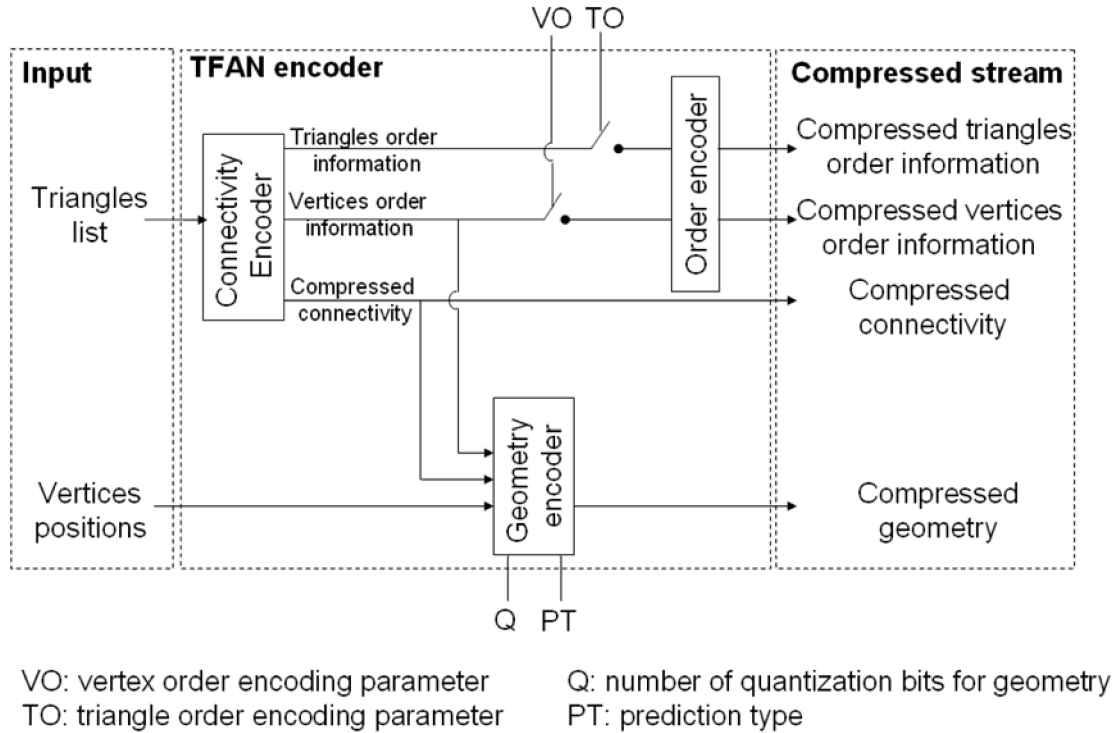 VO TO
Input
TFAN encoder
Compressed stream
Triangles order
information
Vertices order
information
Compressed
connectivity
Connectivity
Encoder
Order encoder
Triangles
list
Compressed triangles
order information
Compressed vertices
order information
Compressed
connectivity
Vertices
positions
Geometry
encoder
Compressed
geometry
Q PT
VO: vertex order encoding parameter
TO: triangle order encoding parameter
Q: number of quantization bits for geometry
PT: prediction type